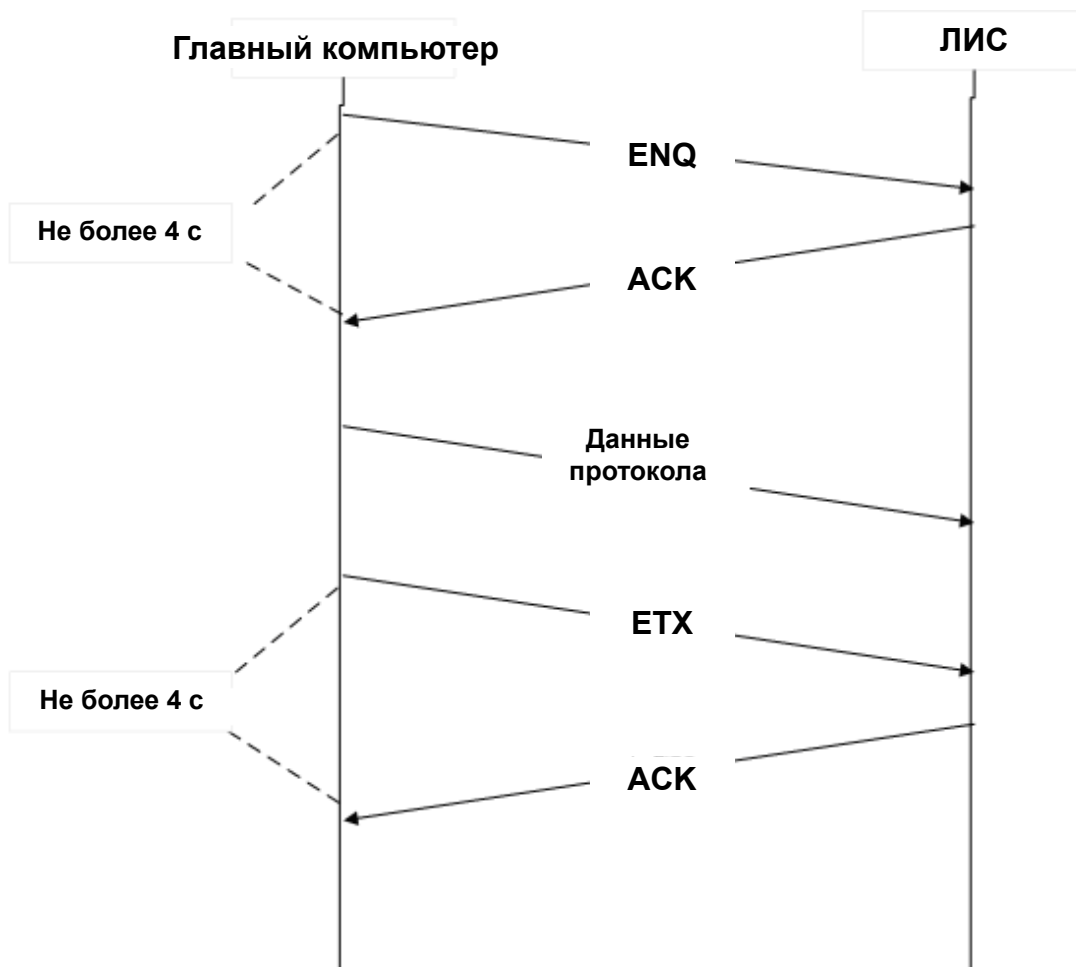 Главный компьютер
ЛИС
ENQ
Не более 4 с
ACK
Данные
протокола
ETX
Не более 4 с
ACK